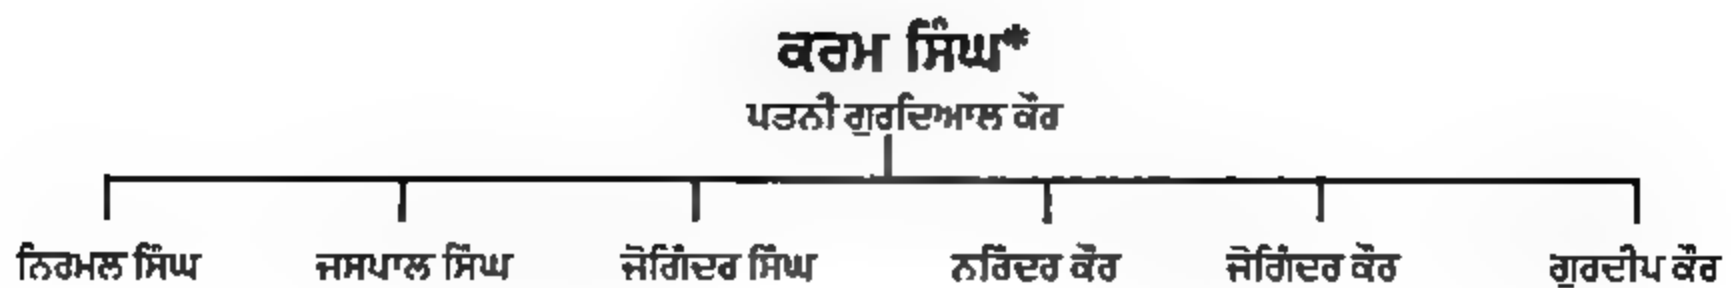 ਕਰਮ ਸਿੰਘ*
ਪਤਨੀ ਗੁਰਦਿਆਲ ਕੌਰ
ਨਿਰਮਲ ਸਿੰਘ ਜਸਪਾਲ ਸਿੰਘ ਜੋਗਿੰਦਰ ਸਿੰਘ ਨਰਿੰਦਰ ਕੌਰ ਜੋਗਿੰਦਰ ਕੌਰ ਗੁਰਦੀਪ ਕੌਰ